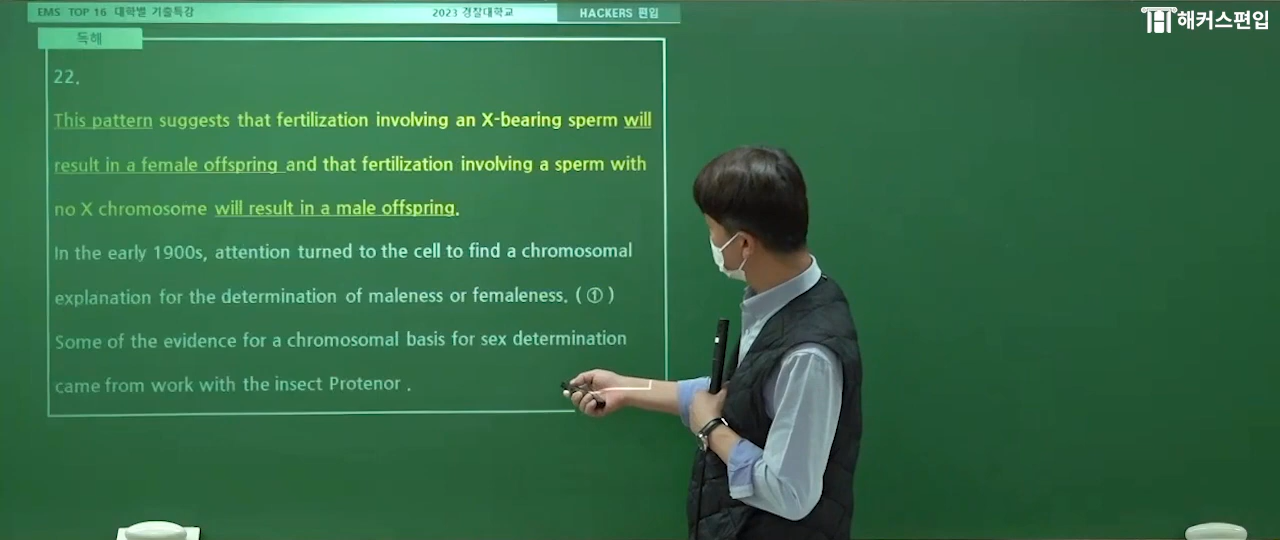 EMS TOP 16 대학별 기출특강
2023 경찰대학교
HACKERS 편입
해커스편입
독해
22.
This pattern suggests that fertilization involving an X-bearing sperm will
result in a female offspring and that fertilization involving a sperm with
no X chromosome will result in a male offspring.
In the early 1900s, attention turned to the cell to find a chromosomal
explanation for the determination of maleness or femaleness. ( ① )
Some of the evidence for a chromosomal basis for sex determination
came from work with the insect Protenor .